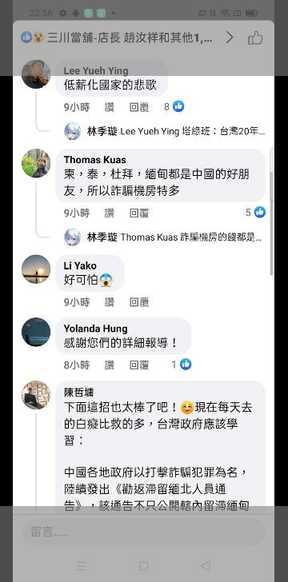 22:56
三川當舖-店長 趙汝祥和其他1,...
Lee Yueh Ying
低薪化國家的悲歌
9小時 讚 回覆 8
林季璇 Lee Yueh Ying 塔綠班：台灣20年...
Thomas Kuas
柬，泰，杜拜，緬甸都是中國的好朋
友，所以詐騙機房特多
9小時 讚 回覆 5
林季璇 Thomas Kuas 詐騙機房的錢都是...
Li Yako
好可怕
9小時 讚 回覆
Yolanda Hung
感謝您們的詳細報導！
8小時 讚 回覆 1
陳哲墉
下面這招也太棒了吧！現在每天去
的白癡比救的多，台灣政府應該學
習：
中國各地政府以打擊詐騙犯罪為名，
陸續發出《勸返滯留緬北人員通
告》，該通告不只公開轄內留滯緬甸
留言......